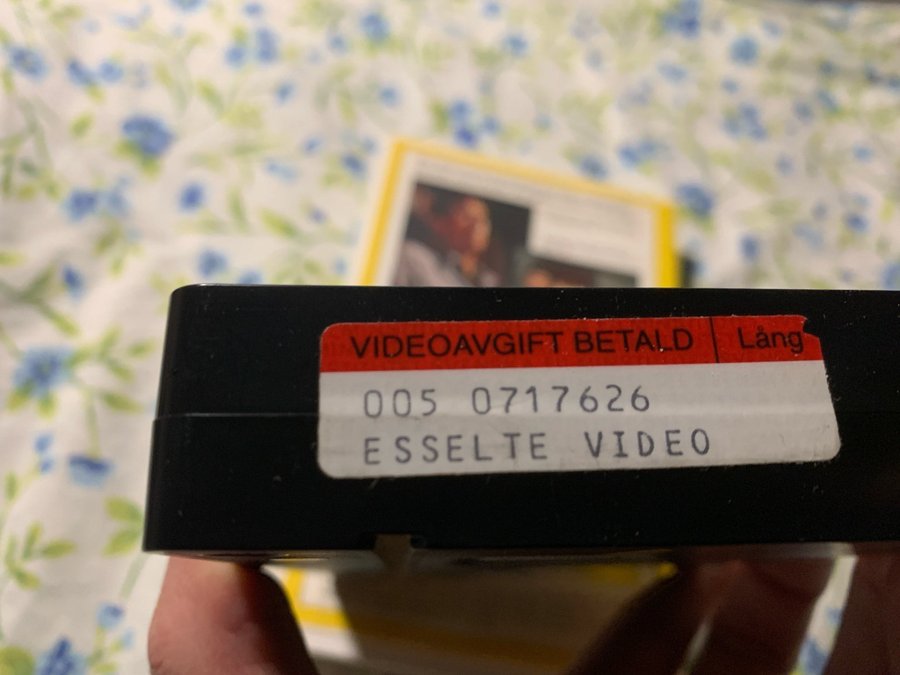 VIDEOAVGIFT BETALD | Lång
005 0717626
ESSELTE VIDEO